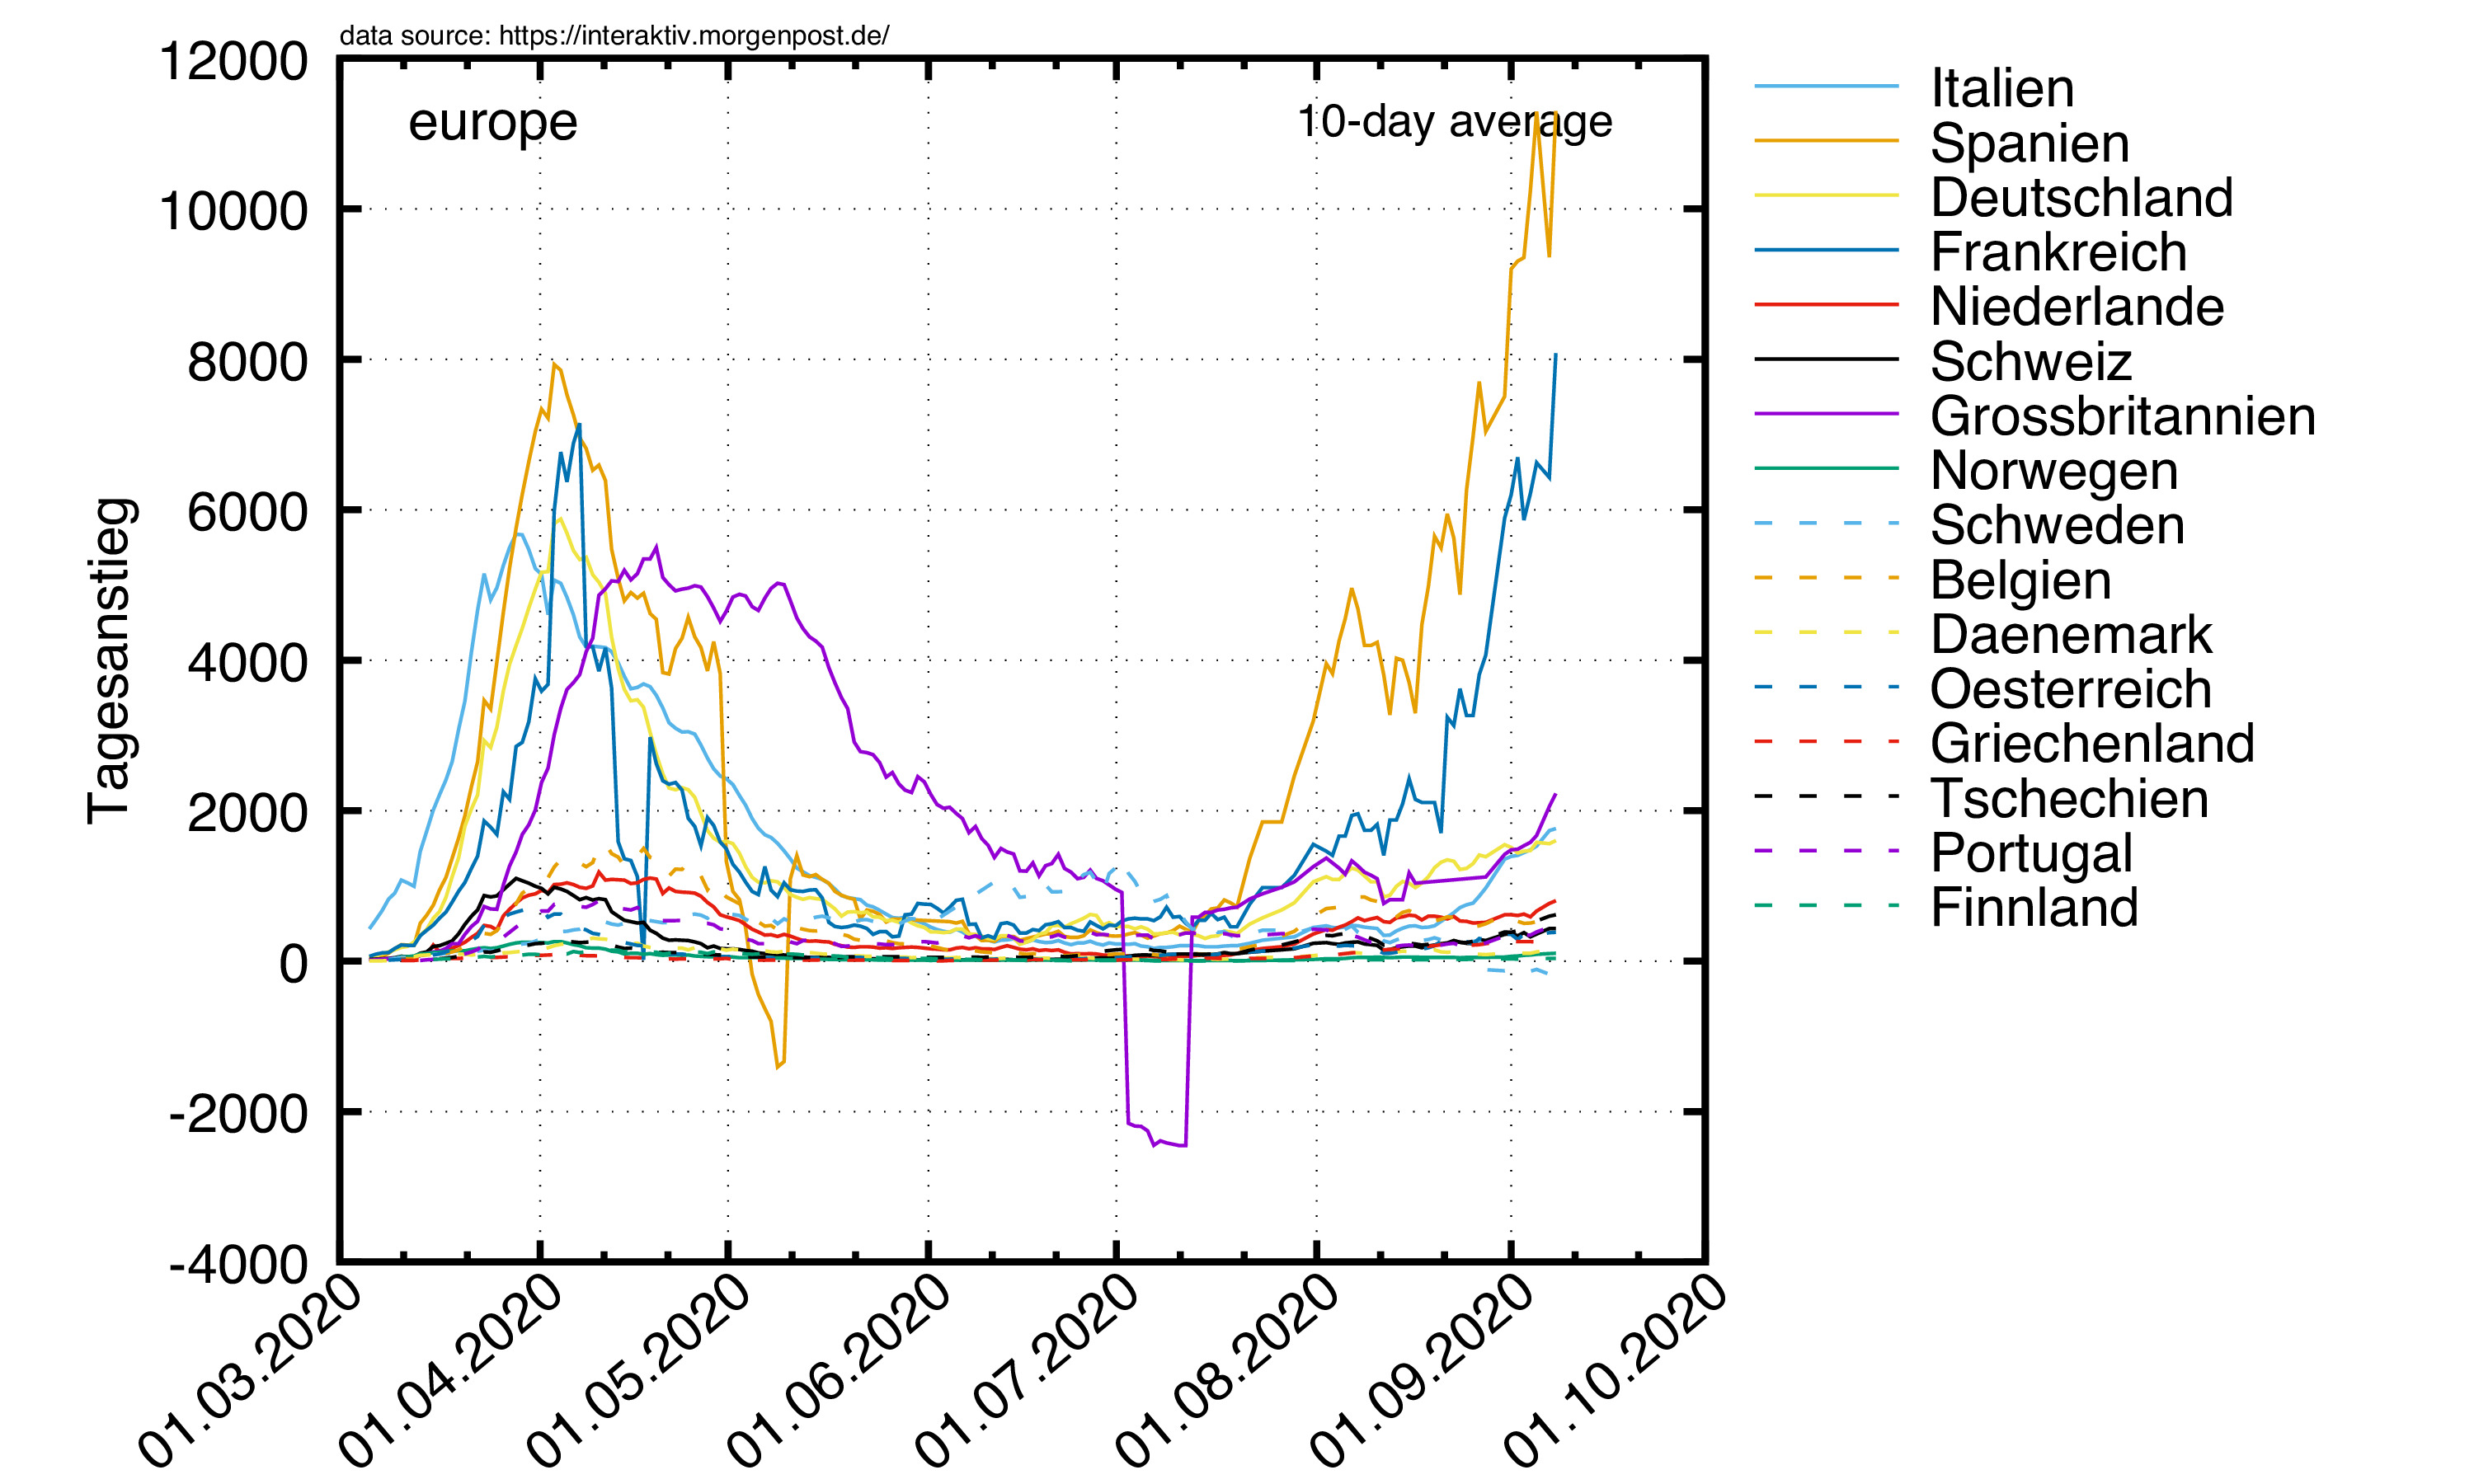 data source: https://interaktiv.morgenpost.de/
europe
10-day average
Tagesanstieg
12000
10000
8000
6000
4000
2000
0
-2000
-4000
01.03.2020
01.04.2020
01.05.2020
01.06.2020
01.07.2020
01.08.2020
01.09.2020
01.10.2020
Italien
Spanien
Deutschland
Frankreich
Niederlande
Schweiz
Grossbritannien
Norwegen
Schweden
Belgien
Daenemark
Oesterreich
Griechenland
Tschechien
Portugal
Finnland